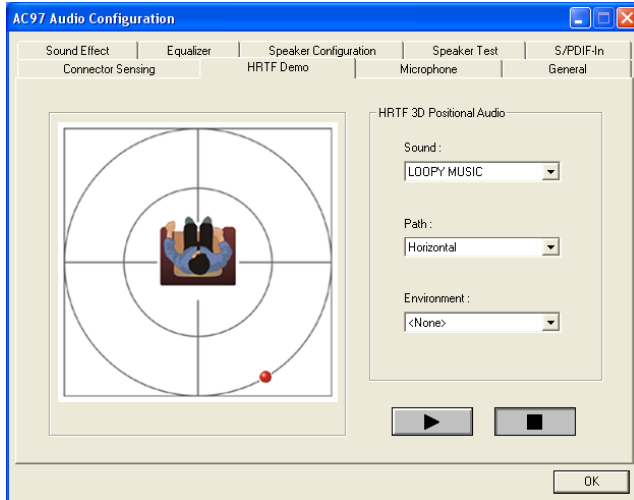 AC97 Audio Configuration
Sound Effect Equalizer Speaker Configuration Speaker Test S/PDIF-In
Connector Sensing HRTF Demo Microphone General
HRTF 3D Positional Audio
Sound :
LOOPY MUSIC
Path :
Horizontal
Environment :
<None>
OK